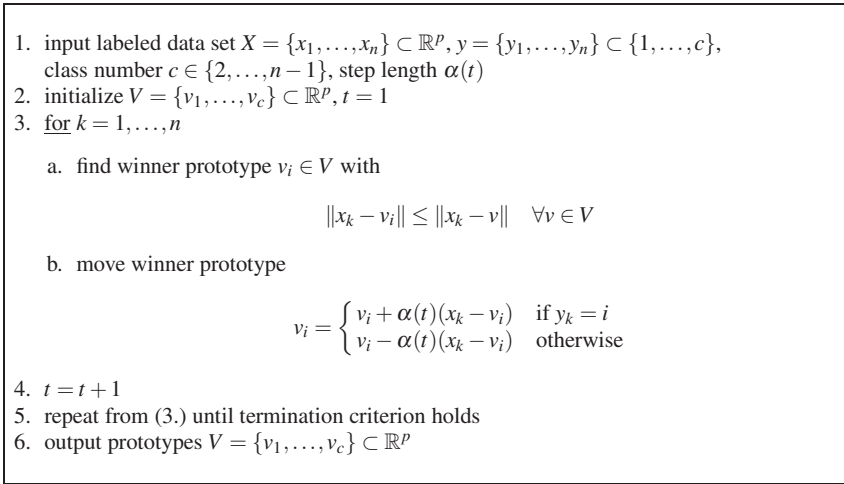 1. input labeled data set X = {x₁,...,xₙ} ⊂ ℝᵖ, y = {y₁,...,yₙ} ⊂ {1,...,c},
class number c ∈ {2,...,n−1}, step length α(t)
2. initialize V = {v₁,...,v_c} ⊂ ℝᵖ, t = 1
3. for k = 1,...,n
a. find winner prototype vᵢ ∈ V with
‖xₖ − vᵢ‖ ≤ ‖xₖ − v‖ ∀v ∈ V
b. move winner prototype
vᵢ = { vᵢ + α(t)(xₖ − vᵢ) if yₖ = i
vᵢ − α(t)(xₖ − vᵢ) otherwise
4. t = t + 1
5. repeat from (3.) until termination criterion holds
6. output prototypes V = {v₁,...,v_c} ⊂ ℝᵖ